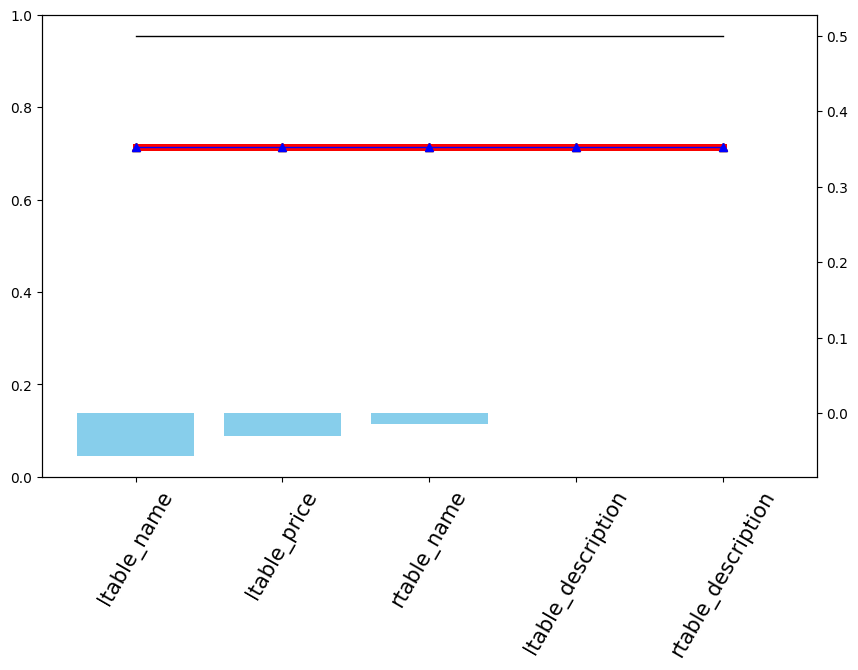 1.0
0.8
0.6
0.4
0.2
0.0
0.5
0.4
0.3
0.2
0.1
0.0
ltable_name
ltable_price
rtable_name
ltable_description
rtable_description